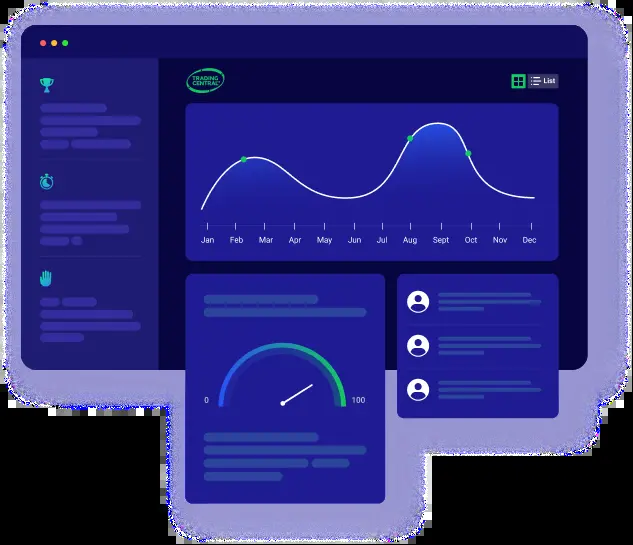 TRADING
CENTRAL
List
Jan Feb Mar Apr May Jun Jul Aug Sept Oct Nov Dec
0 100